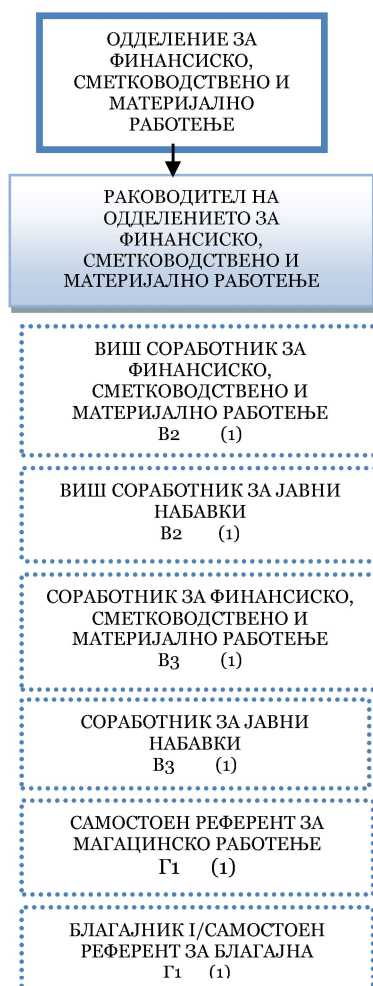 ОДДЕЛЕНИЕ ЗА
ФИНАНСИСКО,
СМЕТКОВОДСТВЕНО И
МАТЕРИЈАЛНО
РАБОТЕЊЕ
РАКОВОДИТЕЛ НА
ОДДЕЛЕНИЕТО ЗА
ФИНАНСИСКО,
СМЕТКОВОДСТВЕНО И
МАТЕРИЈАЛНО РАБОТЕЊЕ
ВИШ СОРАБОТНИК ЗА
ФИНАНСИСКО,
СМЕТКОВОДСТВЕНО И
МАТЕРИЈАЛНО РАБОТЕЊЕ
В2 (1)
ВИШ СОРАБОТНИК ЗА ЈАВНИ
НАБАВКИ
В2 (1)
СОРАБОТНИК ЗА ФИНАНСИСКО,
СМЕТКОВОДСТВЕНО И
МАТЕРИЈАЛНО РАБОТЕЊЕ
В3 (1)
СОРАБОТНИК ЗА ЈАВНИ
НАБАВКИ
В3 (1)
САМОСТОЕН РЕФЕРЕНТ ЗА
МАГАЦИНСКО РАБОТЕЊЕ
Г1 (1)
БЛАГАЈНИК I/САМОСТОЕН
РЕФЕРЕНТ ЗА БЛАГАЈНА
Г1 (1)